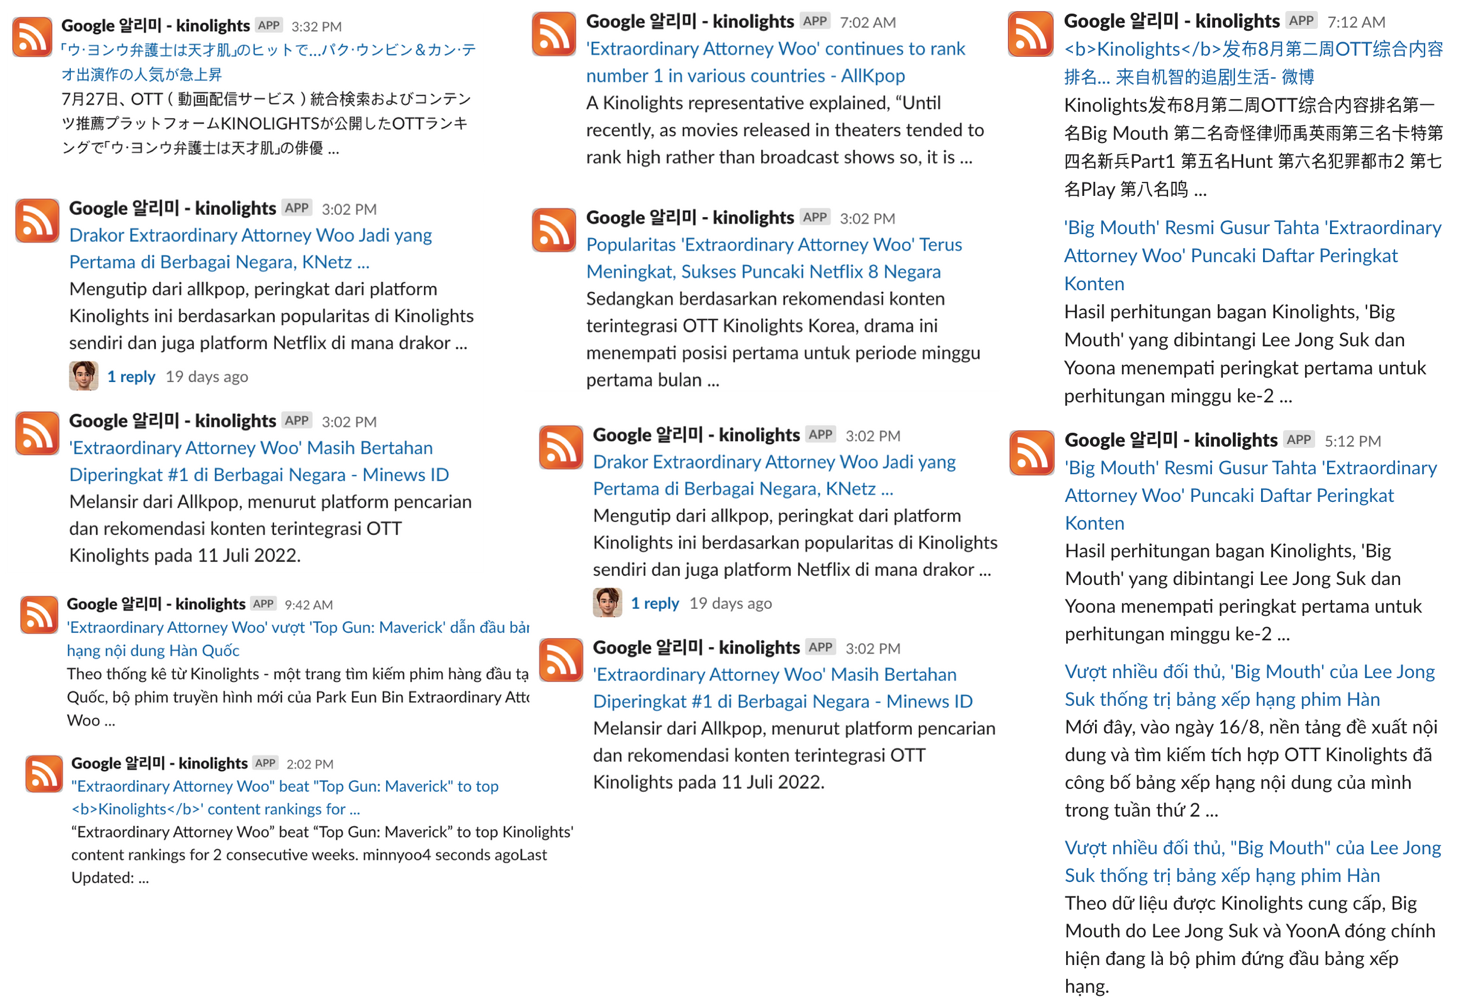 Google 알리미 - kinolights APP 3:32 PM
「ウ·ヨンウ弁護士は天才肌」のヒットで...パク·ウンビン＆カン·テ
オ出演作の人気が急上昇
7月27日、OTT ( 動画配信サービス ) 統合検索およびコンテン
ツ推薦プラットフォームKINOLIGHTSが公開したOTTランキ
ングで「ウ·ヨンウ弁護士は天才肌」の俳優 ...
Google 알리미 - kinolights APP 3:02 PM
Drakor Extraordinary Attorney Woo Jadi yang
Pertama di Berbagai Negara, KNetz ...
Mengutip dari allkpop, peringkat dari platform
Kinolights ini berdasarkan popularitas di Kinolights
sendiri dan juga platform Netflix di mana drakor ...
1 reply 19 days ago
Google 알리미 - kinolights APP 3:02 PM
'Extraordinary Attorney Woo' Masih Bertahan
Diperingkat #1 di Berbagai Negara - Minews ID
Melansir dari Allkpop, menurut platform pencarian
dan rekomendasi konten terintegrasi OTT
Kinolights pada 11 Juli 2022.
Google 알리미 - kinolights APP 9:42 AM
'Extraordinary Attorney Woo' vượt 'Top Gun: Maverick' dẫn đầu bản
hạng nội dung Hàn Quốc
Theo thống kê từ Kinolights - một trang tìm kiếm phim hàng đầu tạ
Quốc, bộ phim truyền hình mới của Park Eun Bin Extraordinary Atto
Woo ...
Google 알리미 - kinolights APP 2:02 PM
"Extraordinary Attorney Woo" beat "Top Gun: Maverick" to top
<b>Kinolights</b>' content rankings for ...
“Extraordinary Attorney Woo” beat “Top Gun: Maverick” to top Kinolights'
content rankings for 2 consecutive weeks. minnyoo4 seconds agoLast
Updated: ...
Google 알리미 - kinolights APP 7:02 AM
'Extraordinary Attorney Woo' continues to rank
number 1 in various countries - AllKpop
A Kinolights representative explained, “Until
recently, as movies released in theaters tended to
rank high rather than broadcast shows so, it is ...
Google 알리미 - kinolights APP 3:02 PM
Popularitas 'Extraordinary Attorney Woo' Terus
Meningkat, Sukses Puncaki Netflix 8 Negara
Sedangkan berdasarkan rekomendasi konten
terintegrasi OTT Kinolights Korea, drama ini
menempati posisi pertama untuk periode minggu
pertama bulan ...
Google 알리미 - kinolights APP 3:02 PM
Drakor Extraordinary Attorney Woo Jadi yang
Pertama di Berbagai Negara, KNetz ...
Mengutip dari allkpop, peringkat dari platform
Kinolights ini berdasarkan popularitas di Kinolights
sendiri dan juga platform Netflix di mana drakor ...
1 reply 19 days ago
Google 알리미 - kinolights APP 3:02 PM
'Extraordinary Attorney Woo' Masih Bertahan
Diperingkat #1 di Berbagai Negara - Minews ID
Melansir dari Allkpop, menurut platform pencarian
dan rekomendasi konten terintegrasi OTT
Kinolights pada 11 Juli 2022.
Google 알리미 - kinolights APP 7:12 AM
<b>Kinolights</b>发布8月第二周OTT综合内容
排名... 来自机智的追剧生活- 微博
Kinolights发布8月第二周OTT综合内容排名第一
名Big Mouth 第二名奇怪律师禹英雨第三名卡特第
四名新兵Part1 第五名Hunt 第六名犯罪都市2 第七
名Play 第八名鸣 ...
'Big Mouth' Resmi Gusur Tahta 'Extraordinary
Attorney Woo' Puncaki Daftar Peringkat
Konten
Hasil perhitungan bagan Kinolights, 'Big
Mouth' yang dibintangi Lee Jong Suk dan
Yoona menempati peringkat pertama untuk
perhitungan minggu ke-2 ...
Google 알리미 - kinolights APP 5:12 PM
'Big Mouth' Resmi Gusur Tahta 'Extraordinary
Attorney Woo' Puncaki Daftar Peringkat
Konten
Hasil perhitungan bagan Kinolights, 'Big
Mouth' yang dibintangi Lee Jong Suk dan
Yoona menempati peringkat pertama untuk
perhitungan minggu ke-2 ...
Vượt nhiều đối thủ, 'Big Mouth' của Lee Jong
Suk thống trị bảng xếp hạng phim Hàn
Mới đây, vào ngày 16/8, nền tảng đề xuất nội
dung và tìm kiếm tích hợp OTT Kinolights đã
công bố bảng xếp hạng nội dung của mình
trong tuần thứ 2 ...
Vượt nhiều đối thủ, "Big Mouth" của Lee Jong
Suk thống trị bảng xếp hạng phim Hàn
Theo dữ liệu được Kinolights cung cấp, Big
Mouth do Lee Jong Suk và YoonA đóng chính
hiện đang là bộ phim đứng đầu bảng xếp
hạng.